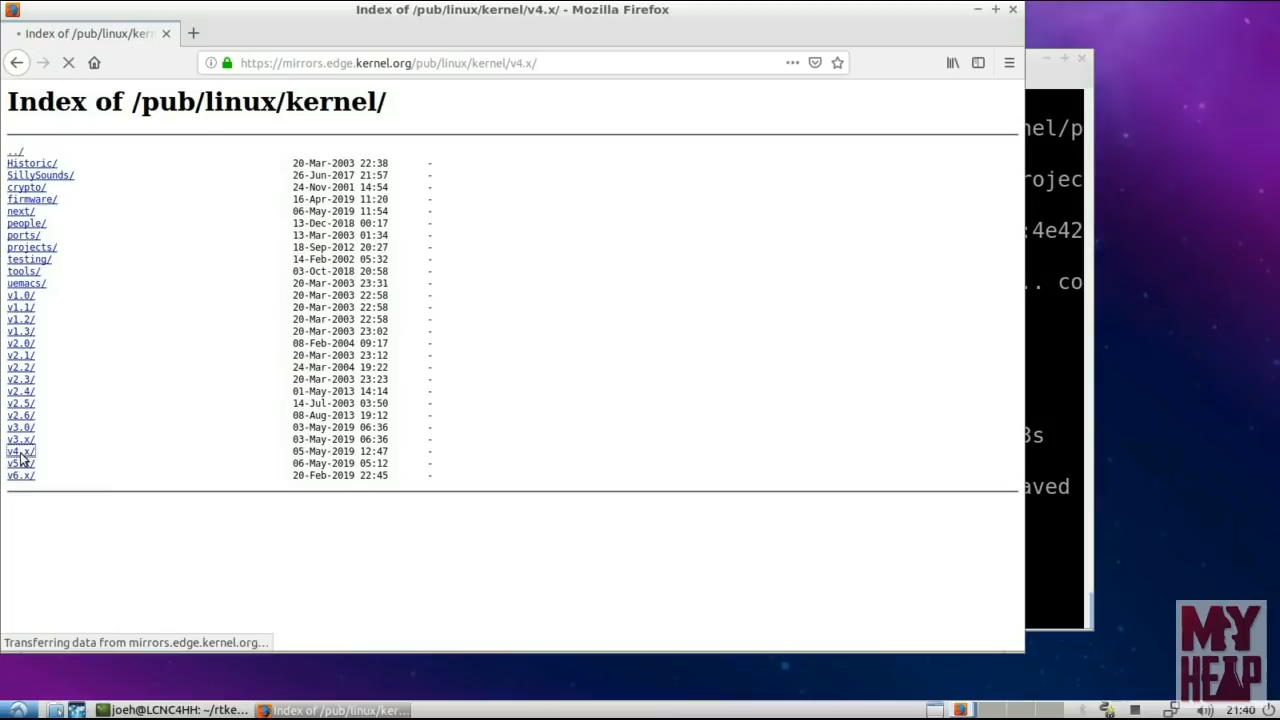 Index of /pub/linux/kernel/v4.x/ - Mozilla Firefox
Index of /pub/linux/kern
https://mirrors.edge.kernel.org/pub/linux/kernel/v4.x/
Index of /pub/linux/kernel/
../
Historic/ 20-Mar-2003 22:38 -
SillySounds/ 26-Jun-2017 21:57 -
crypto/ 24-Nov-2001 14:54 -
firmware/ 16-Apr-2019 11:20 -
next/ 06-May-2019 11:54 -
people/ 13-Dec-2018 00:17 -
ports/ 13-Mar-2003 01:34 -
projects/ 18-Sep-2012 20:27 -
testing/ 14-Feb-2002 05:32 -
tools/ 03-Oct-2018 20:58 -
uemacs/ 20-Mar-2003 23:31 -
v1.0/ 20-Mar-2003 22:58 -
v1.1/ 20-Mar-2003 22:58 -
v1.2/ 20-Mar-2003 22:58 -
v1.3/ 20-Mar-2003 23:02 -
v2.0/ 08-Feb-2004 09:17 -
v2.1/ 20-Mar-2003 23:12 -
v2.2/ 24-Mar-2004 19:22 -
v2.3/ 20-Mar-2003 23:23 -
v2.4/ 01-May-2013 14:14 -
v2.5/ 14-Jul-2003 03:50 -
v2.6/ 08-Aug-2013 19:12 -
v3.0/ 03-May-2019 06:36 -
v3.x/ 03-May-2019 06:36 -
v4.x/ 05-May-2019 12:47 -
v5.x/ 06-May-2019 05:12 -
v6.x/ 20-Feb-2019 22:45 -
nel/p
rojec
:4e42
.. co
3s
aved
Transferring data from mirrors.edge.kernel.org...
MY
HEAP
joeh@LCNC4HH: ~/rtke...
Index of /pub/linux/ker...
21:40